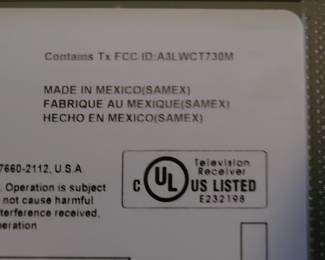 Contains Tx FCC ID:A3LWCT730M
MADE IN MEXICO(SAMEX)
FABRIQUE AU MEXIQUE(SAMEX)
HECHO EN MEXICO(SAMEX)
7660-2112, U.S.A.
. Operation is subject
not cause harmful
terference received,
eration
Television
Receiver
C UL US LISTED
E232198